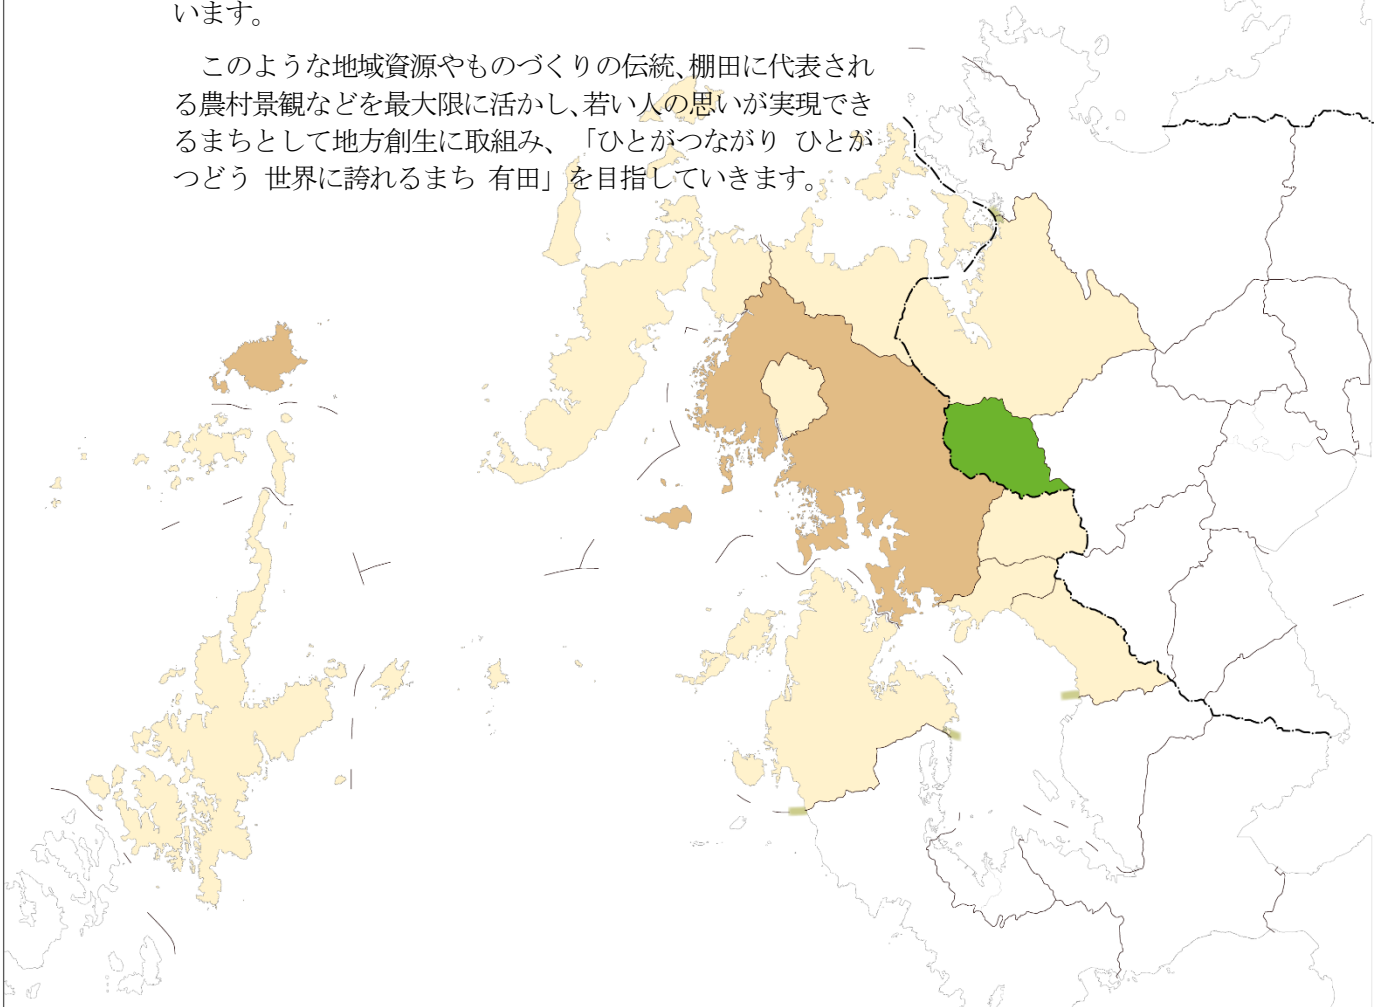 います。
このような地域資源やものづくりの伝統、棚田に代表され
る農村景観などを最大限に活かし、若い人の思いが実現でき
るまちとして地方創生に取組み、「ひとがつながり ひとが
つどう 世界に誇れるまち 有田」を目指していきます。